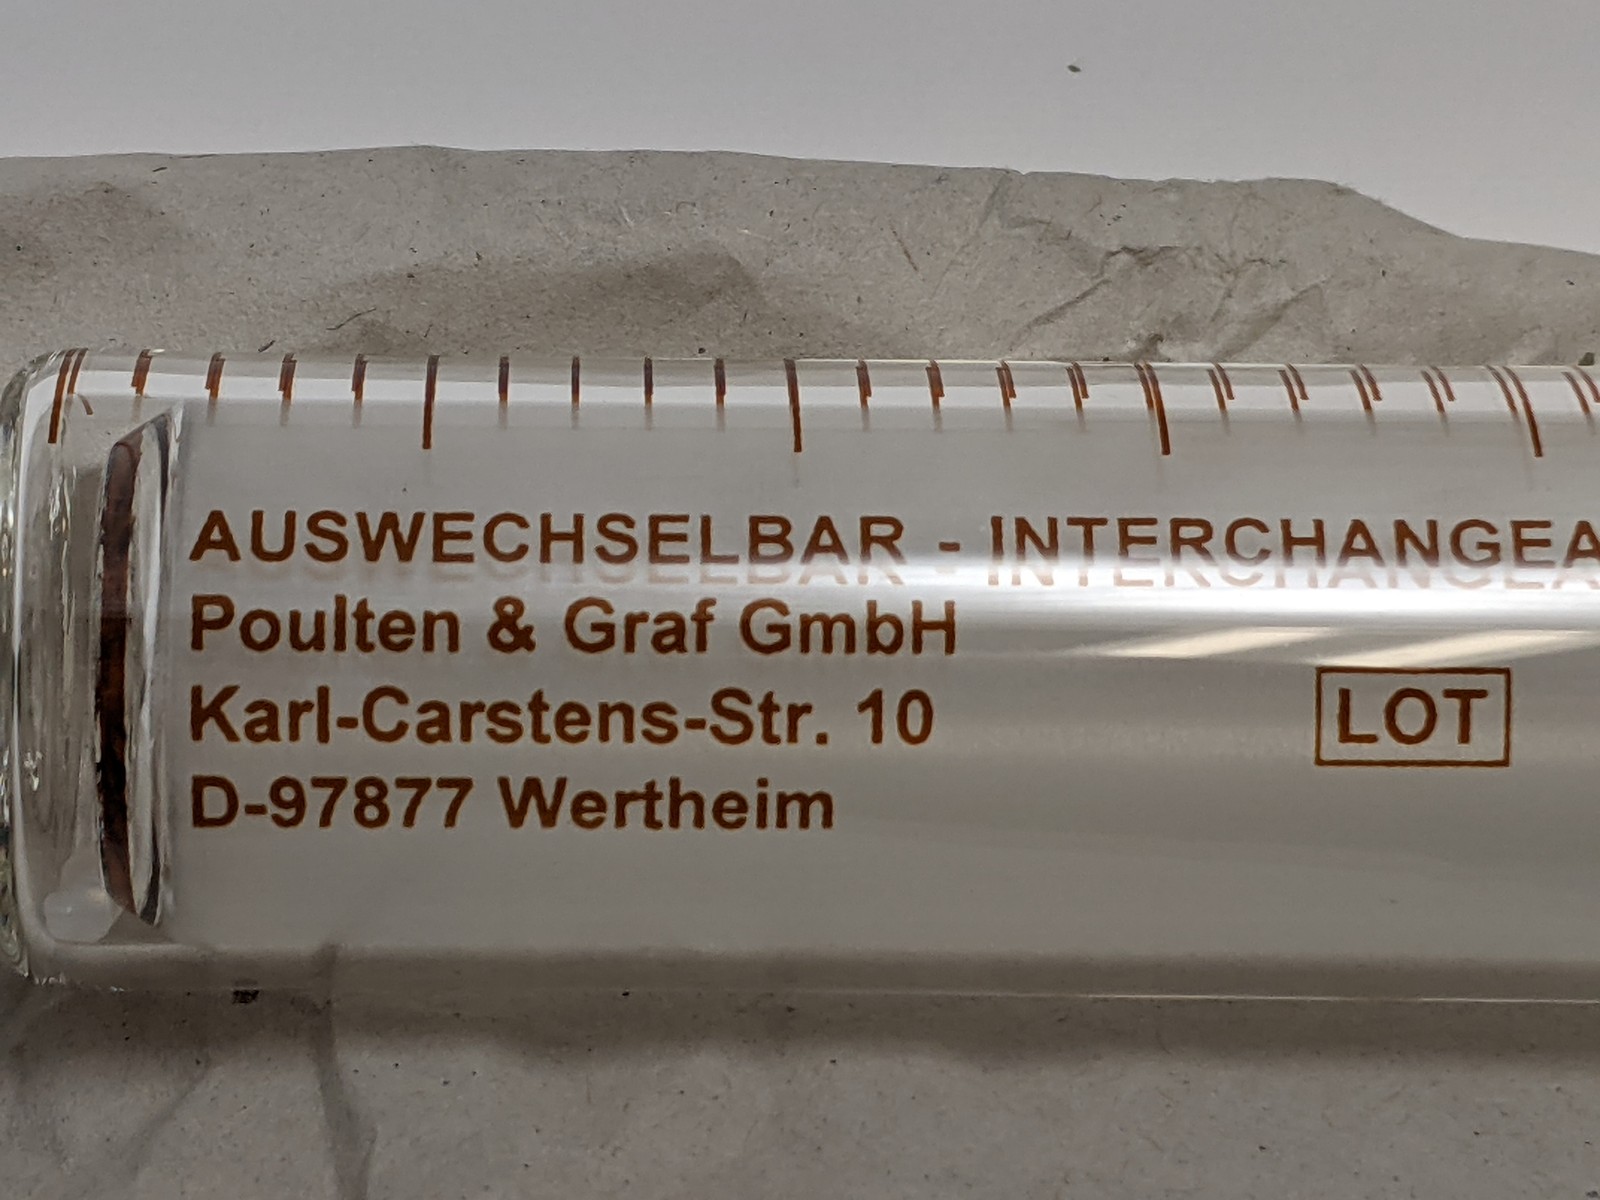 AUSWECHSELBAR - INTERCHANGEA
Poulten & Graf GmbH
Karl-Carstens-Str. 10
LOT
D-97877 Wertheim